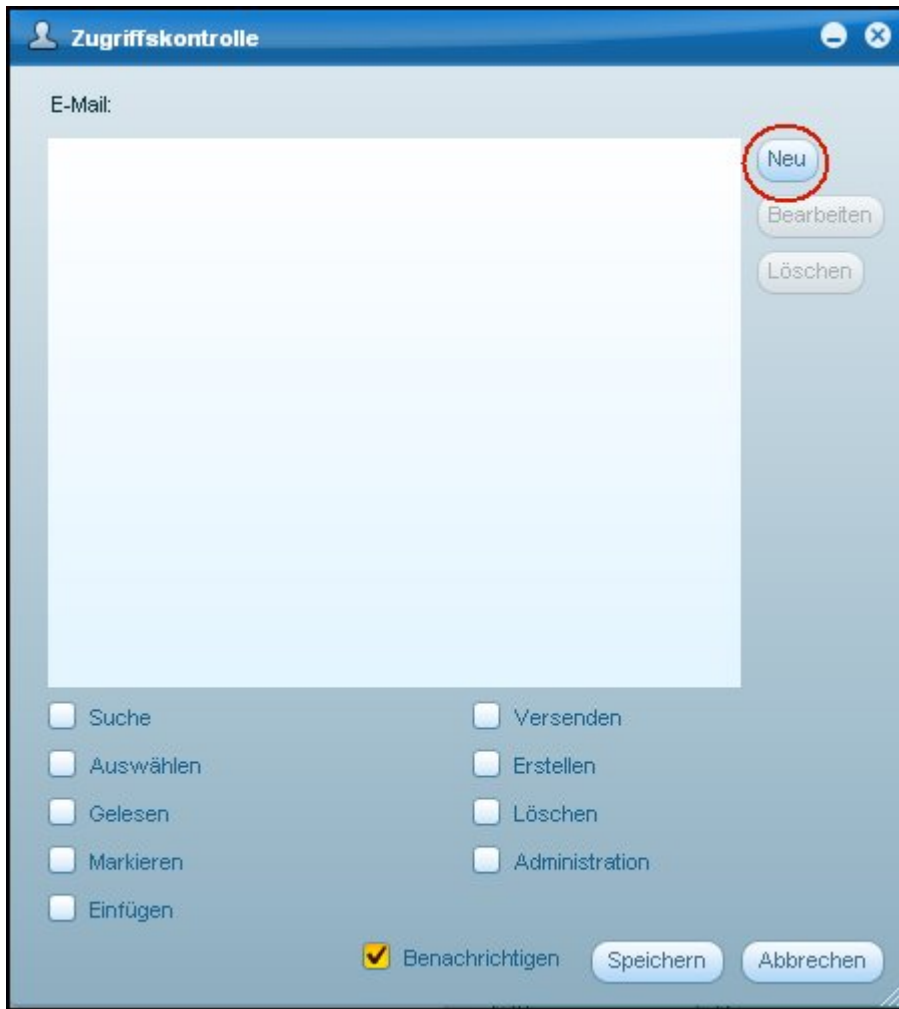 Zugriffskontrolle
E-Mail:
Neu
Bearbeiten
Löschen
Suche
Versenden
Auswählen
Erstellen
Gelesen
Löschen
Markieren
Administration
Einfügen
Benachrichtigen
Speichern
Abbrechen